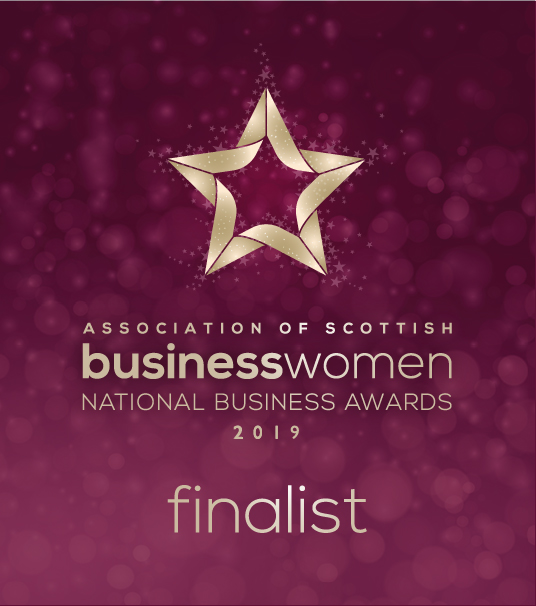 ASSOCIATION OF SCOTTISH
businesswomen
NATIONAL BUSINESS AWARDS
2019
finalist